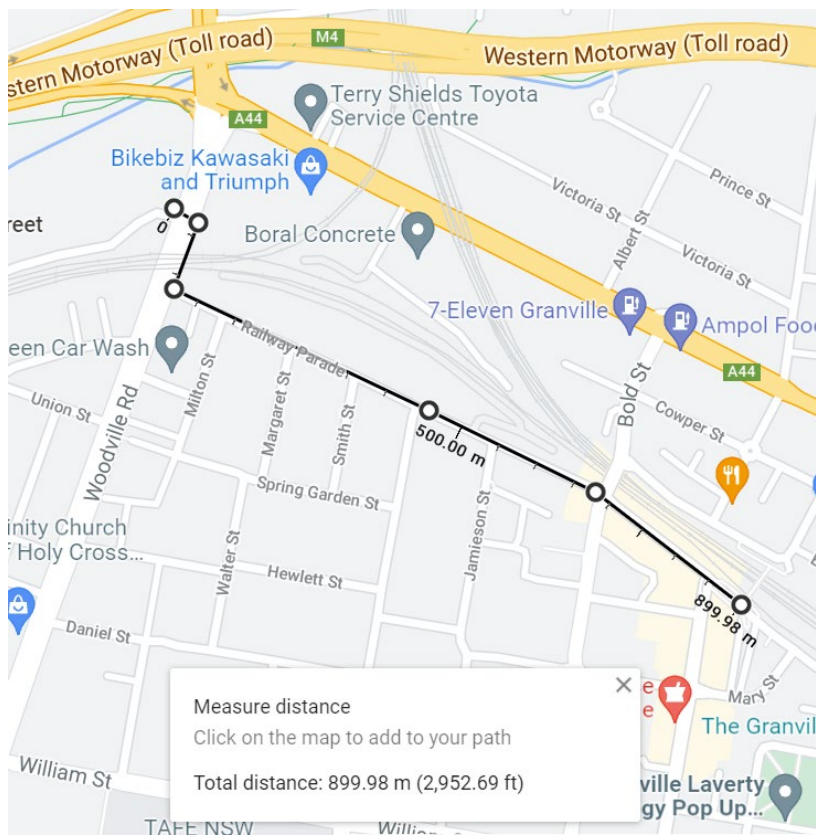 M4
Western Motorway (Toll road)
stern Motorway (Toll road)
Terry Shields Toyota
Service Centre
A44
Bikebiz Kawasaki
and Triumph
Prince St
Victoria St
Albert St
Victoria St
reet
0
Boral Concrete
7-Eleven Granville
Ampol Food
een Car Wash
Railway Parade
Milton St
Margaret St
Smith St
Bold St
A44
Cowper St
Union St
Woodville Rd
500.00 m
Spring Garden St
Jamieson St
inity Church
f Holy Cross...
Walter St
Hewlett St
899.98 m
Daniel St
Mary St
Measure distance
Click on the map to add to your path
Total distance: 899.98 m (2,952.69 ft)
e
e
The Granvil
William St
ville Laverty
gy Pop Up...
TAFE NSW